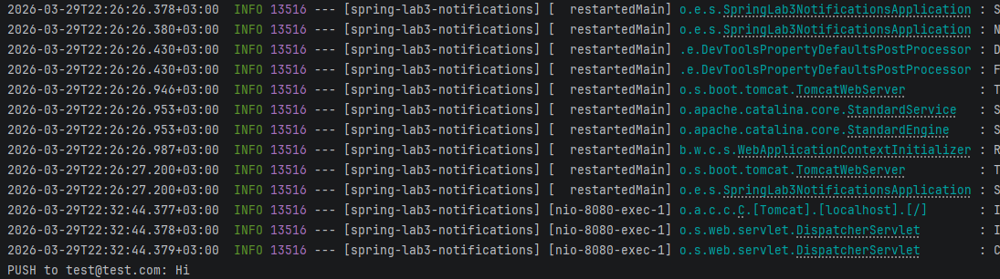 2026-03-29T22:26:26.378+03:00  INFO 13516 --- [spring-lab3-notifications] [  restartedMain] o.e.s.SpringLab3NotificationsApplication : S
2026-03-29T22:26:26.380+03:00  INFO 13516 --- [spring-lab3-notifications] [  restartedMain] o.e.s.SpringLab3NotificationsApplication : N
2026-03-29T22:26:26.430+03:00  INFO 13516 --- [spring-lab3-notifications] [  restartedMain] .e.DevToolsPropertyDefaultsPostProcessor : D
2026-03-29T22:26:26.430+03:00  INFO 13516 --- [spring-lab3-notifications] [  restartedMain] .e.DevToolsPropertyDefaultsPostProcessor : F
2026-03-29T22:26:26.946+03:00  INFO 13516 --- [spring-lab3-notifications] [  restartedMain] o.s.boot.tomcat.TomcatWebServer          : T
2026-03-29T22:26:26.953+03:00  INFO 13516 --- [spring-lab3-notifications] [  restartedMain] o.apache.catalina.core.StandardService   : S
2026-03-29T22:26:26.953+03:00  INFO 13516 --- [spring-lab3-notifications] [  restartedMain] o.apache.catalina.core.StandardEngine    : S
2026-03-29T22:26:26.987+03:00  INFO 13516 --- [spring-lab3-notifications] [  restartedMain] b.w.c.s.WebApplicationContextInitializer : R
2026-03-29T22:26:27.200+03:00  INFO 13516 --- [spring-lab3-notifications] [  restartedMain] o.s.boot.tomcat.TomcatWebServer          : T
2026-03-29T22:26:27.200+03:00  INFO 13516 --- [spring-lab3-notifications] [  restartedMain] o.e.s.SpringLab3NotificationsApplication : S
2026-03-29T22:32:44.377+03:00  INFO 13516 --- [spring-lab3-notifications] [nio-8080-exec-1] o.a.c.c.C.[Tomcat].[localhost].[/]       : I
2026-03-29T22:32:44.378+03:00  INFO 13516 --- [spring-lab3-notifications] [nio-8080-exec-1] o.s.web.servlet.DispatcherServlet        : I
2026-03-29T22:32:44.379+03:00  INFO 13516 --- [spring-lab3-notifications] [nio-8080-exec-1] o.s.web.servlet.DispatcherServlet        : C
PUSH to test@test.com: Hi